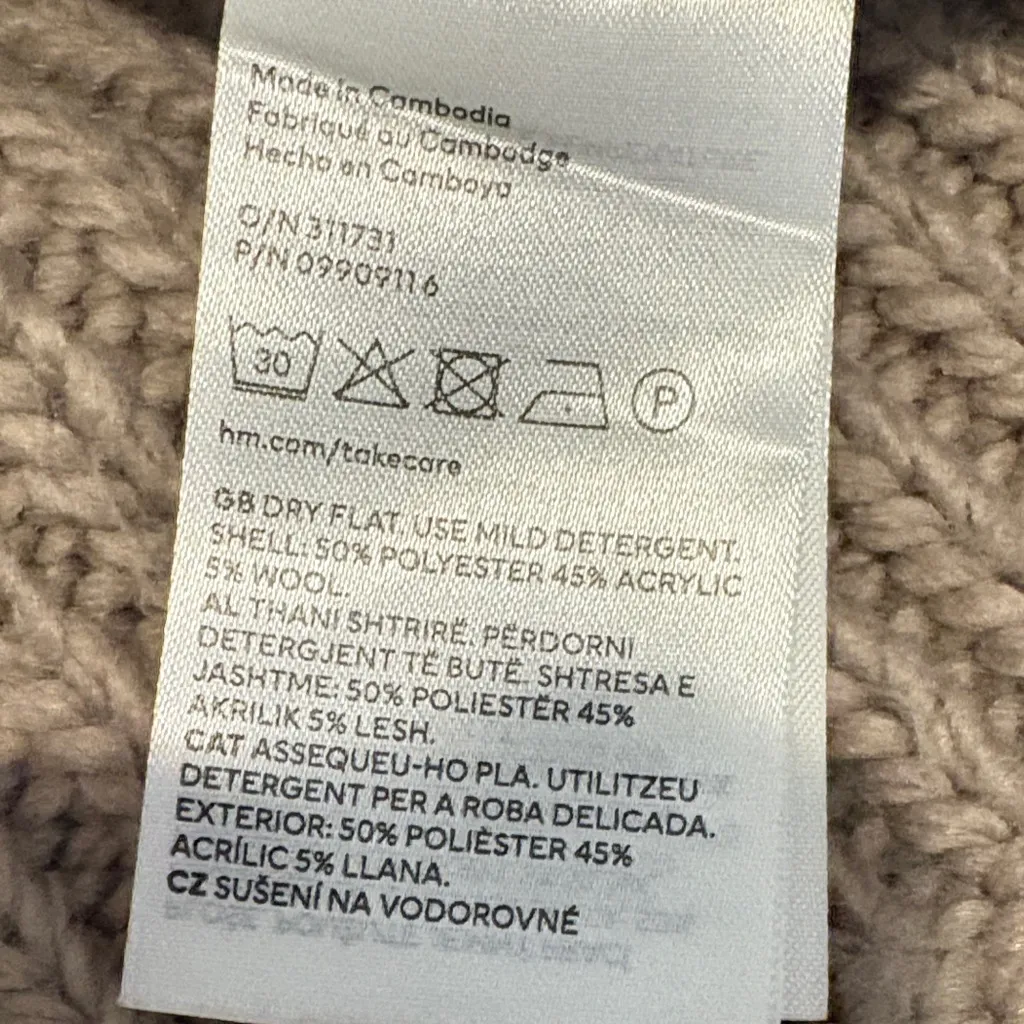 Made in Cambodia
Fabriqué au Cambodge
Hecho en Camboya
O/N 311731
P/N 09909116
30 P
hm.com/takecare
GB DRY FLAT. USE MILD DETERGENT.
SHELL: 50% POLYESTER 45% ACRYLIC
5% WOOL.
AL THANI SHTRIRË. PËRDORNI
DETERGJENT TË BUTË. SHTRESA E
JASHTME: 50% POLIESTËR 45%
AKRILIK 5% LESH.
CAT ASSEQUEU-HO PLA. UTILITZEU
DETERGENT PER A ROBA DELICADA.
EXTERIOR: 50% POLIÈSTER 45%
ACRÍLIC 5% LLANA.
CZ SUŠENÍ NA VODOROVNÉ